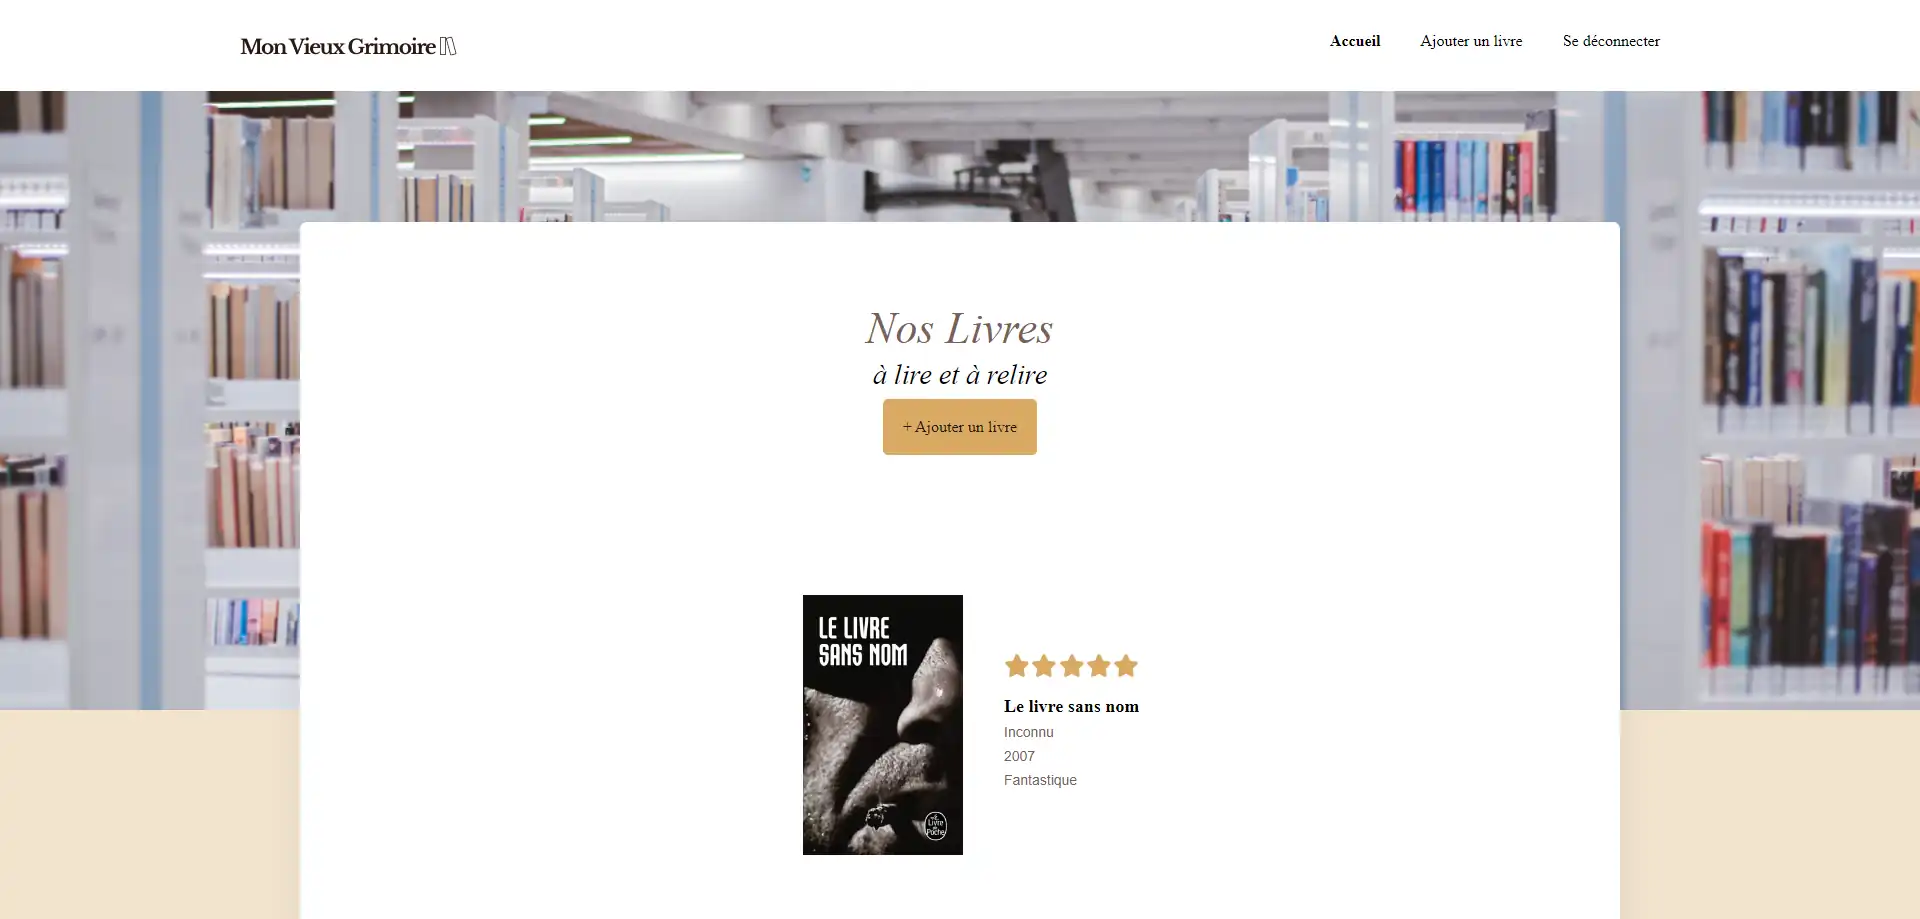 Mon Vieux Grimoire
Accueil
Ajouter un livre
Se déconnecter
Nos Livres
à lire et à relire
+ Ajouter un livre
LE LIVRE
SANS NOM
Le
Livre
de
Poche
Le livre sans nom
Inconnu
2007
Fantastique